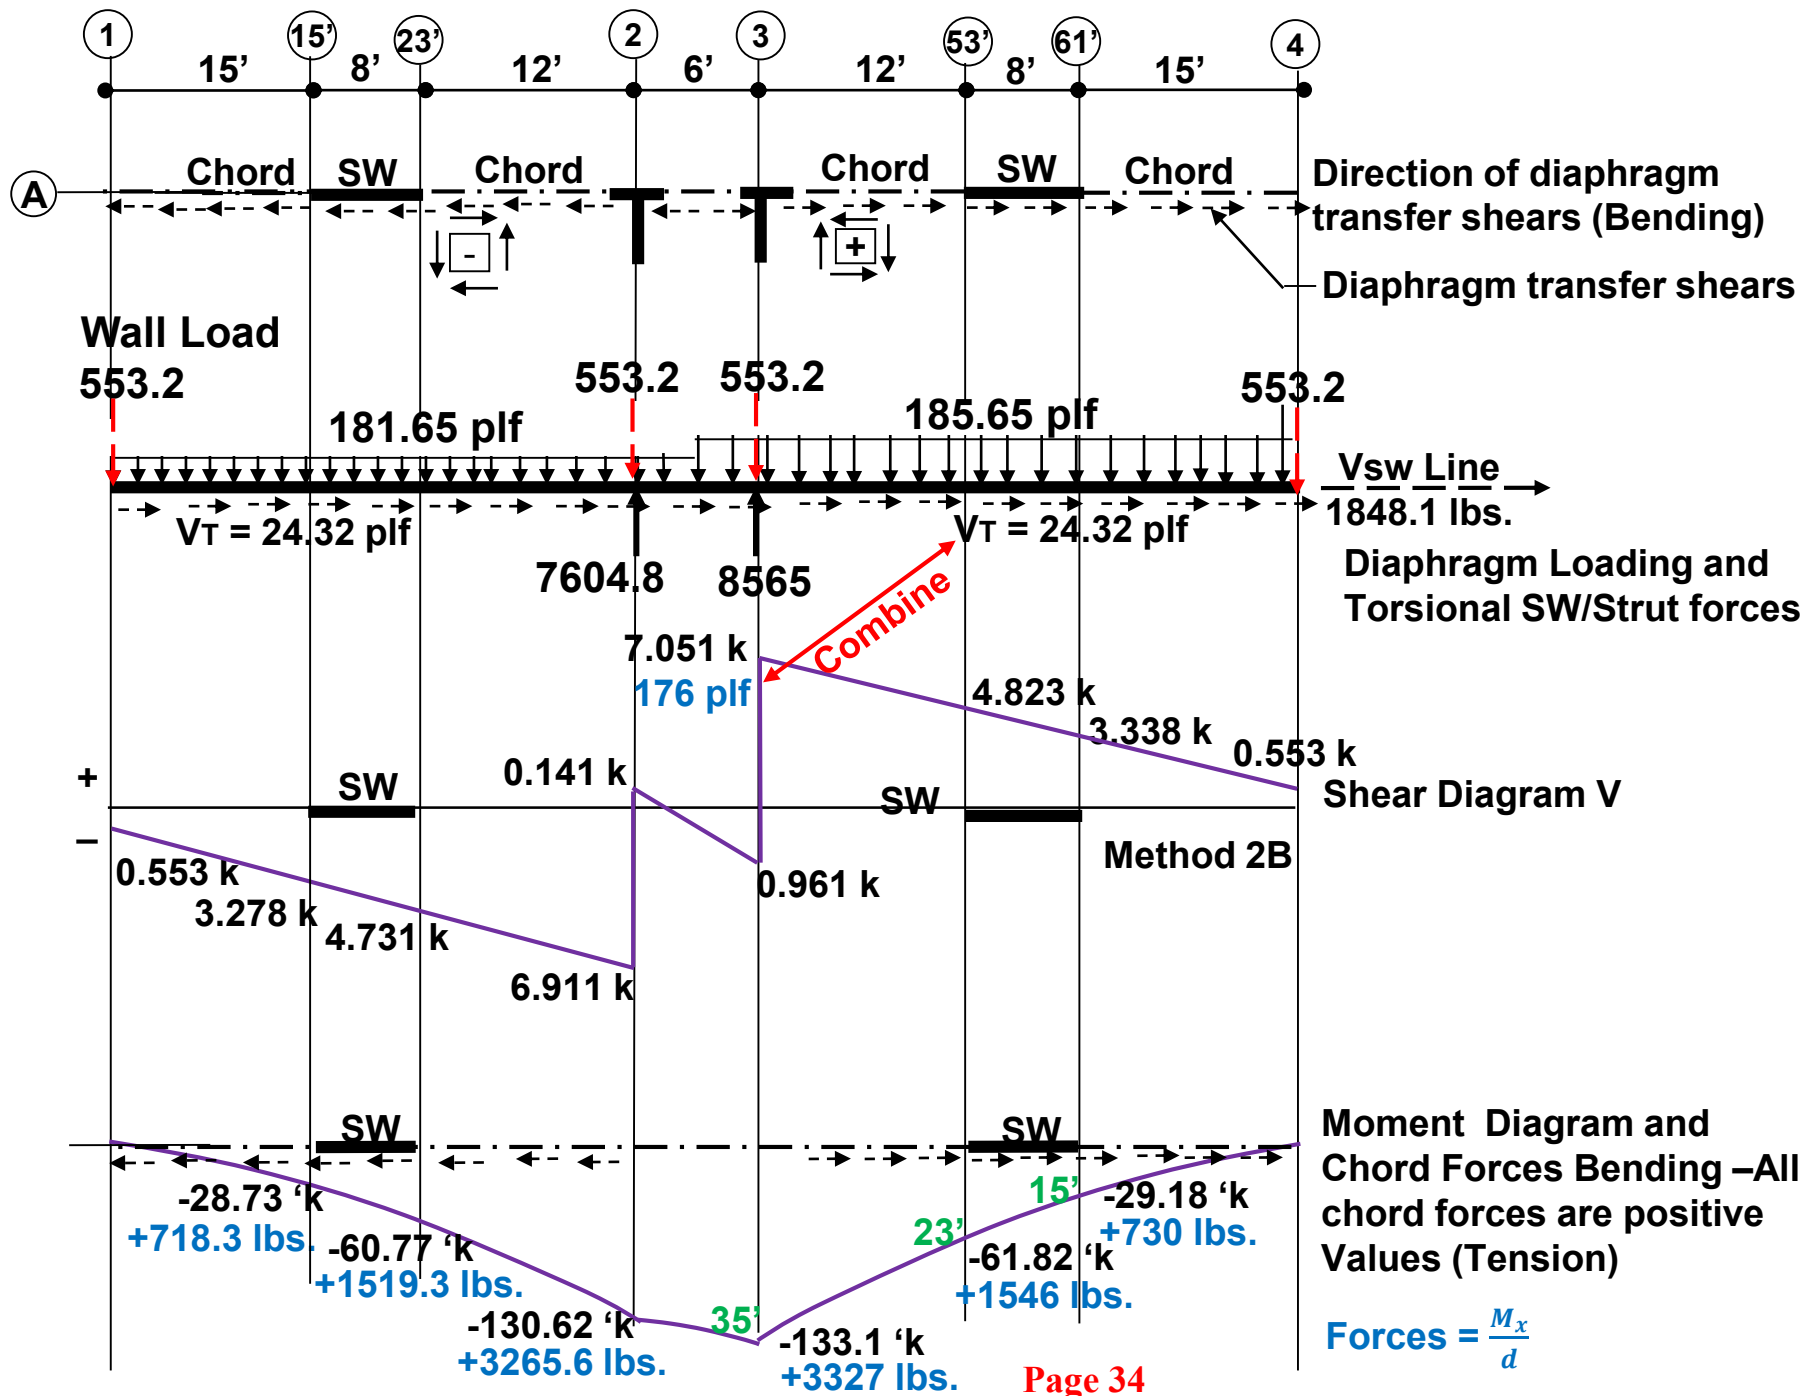 1 15’ 23’ 2 3 53’ 61’ 4
15’ 8’ 12’ 6’ 12’ 8’ 15’
A
Chord SW Chord Chord SW Chord
Direction of diaphragm
transfer shears (Bending)
- +
Diaphragm transfer shears
Wall Load
553.2 553.2 553.2 553.2
181.65 plf 185.65 plf
Vsw Line
1848.1 lbs.
VT = 24.32 plf VT = 24.32 plf
7604.8 8565
Diaphragm Loading and
Torsional SW/Strut forces
Combine
7.051 k
176 plf
4.823 k
3.338 k
0.553 k
+
0.141 k
SW SW
Shear Diagram V
–
Method 2B
0.553 k
0.961 k
3.278 k
4.731 k
6.911 k
SW SW
Moment Diagram and
Chord Forces Bending –All
chord forces are positive
Values (Tension)
-28.73 ‘k
+718.3 lbs.
-60.77 ‘k
+1519.3 lbs.
-130.62 ‘k
+3265.6 lbs.
35’
-133.1 ‘k
+3327 lbs.
23’
-61.82 ‘k
+1546 lbs.
15’
-29.18 ‘k
+730 lbs.
Forces = Mx/d
Page 34